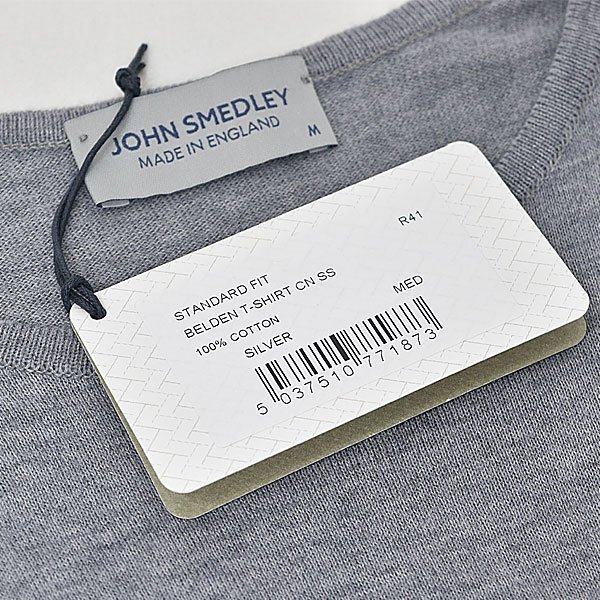 JOHN SMEDLEY
MADE IN ENGLAND
M
R41
STANDARD FIT
BELDEN T-SHIRT CN SS
100% COTTON
MED
SILVER
5 037510 771873